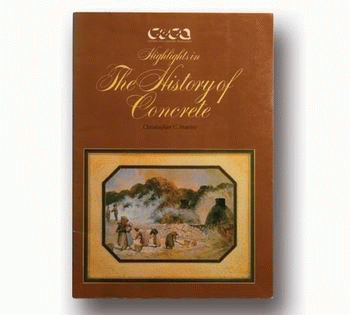 C&CA
Highlights in
The History of
Concrete
Christopher C. Stanley